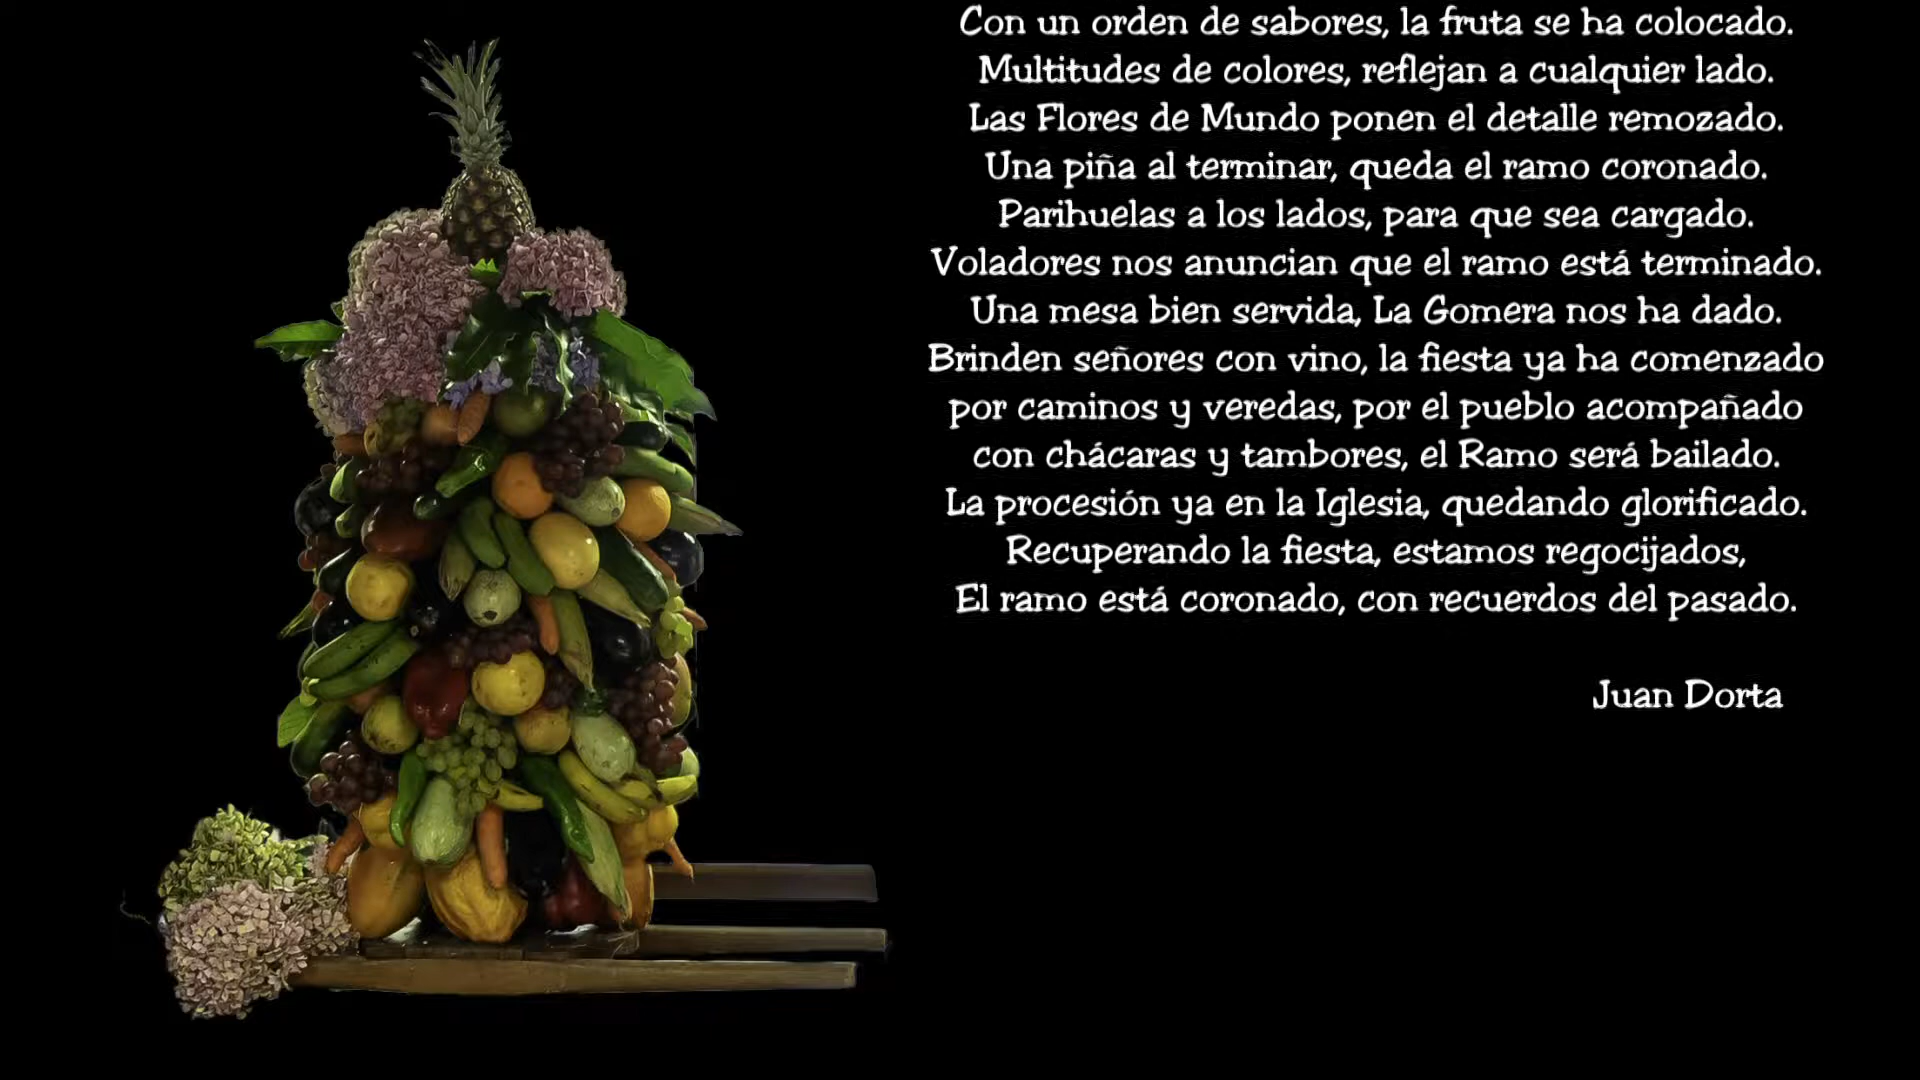 Con un orden de sabores, la fruta se ha colocado.
Multitudes de colores, reflejan a cualquier lado.
Las Flores de Mundo ponen el detalle remozado.
Una piña al terminar, queda el ramo coronado.
Parihuelas a los lados, para que sea cargado.
Voladores nos anuncian que el ramo está terminado.
Una mesa bien servida, La Gomera nos ha dado.
Brinden señores con vino, la fiesta ya ha comenzado
por caminos y veredas, por el pueblo acompañado
con chácaras y tambores, el Ramo será bailado.
La procesión ya en la Iglesia, quedando glorificado.
Recuperando la fiesta, estamos regocijados,
El ramo está coronado, con recuerdos del pasado.
Juan Dorta